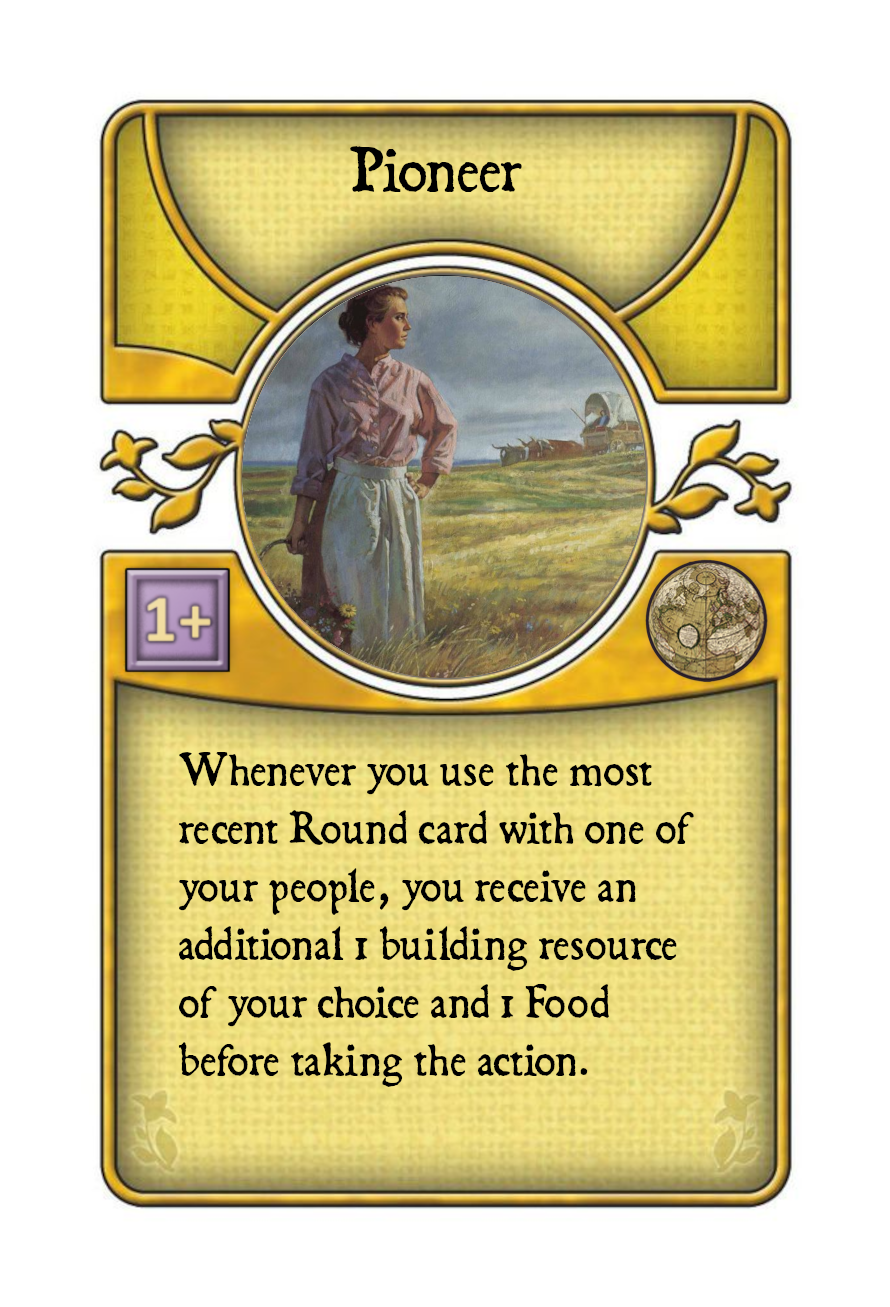 Pioneer
1+
Whenever you use the most
recent Round card with one of
your people, you receive an
additional 1 building resource
of your choice and 1 Food
before taking the action.